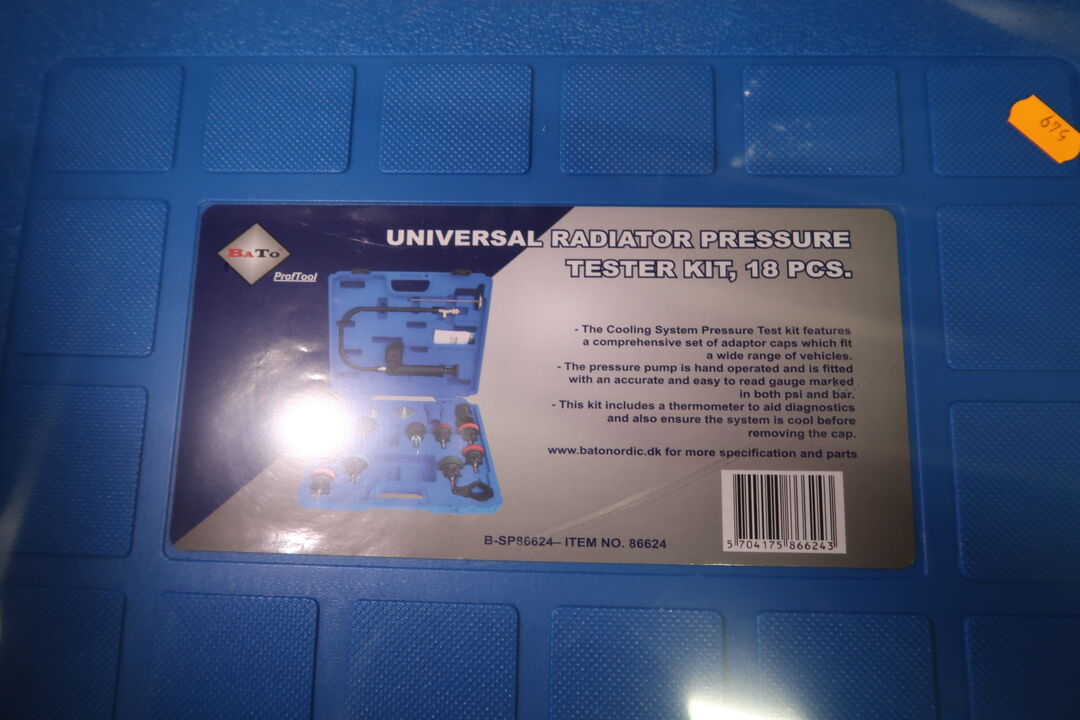 674
BATO
ProfTool
UNIVERSAL RADIATOR PRESSURE
TESTER KIT, 18 PCS.
- The Cooling System Pressure Test kit features
a comprehensive set of adaptor caps which fit
a wide range of vehicles.
- The pressure pump is hand operated and is fitted
with an accurate and easy to read gauge marked
in both psi and bar.
- This kit includes a thermometer to aid diagnostics
and also ensure the system is cool before
removing the cap.
www.batonordic.dk for more specification and parts
B-SP86624– ITEM NO. 86624
5 704175 866243